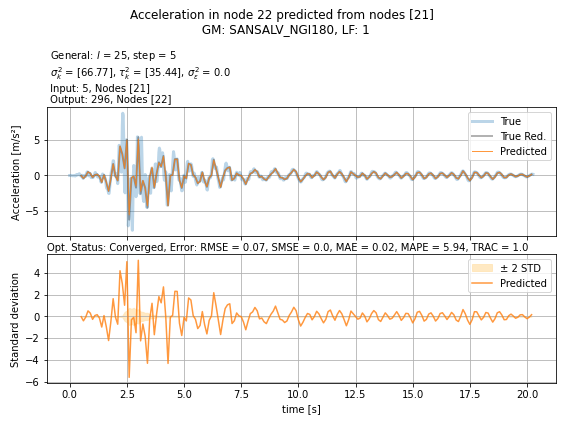 Acceleration in node 22 predicted from nodes [21]
GM: SANSALV_NGI180, LF: 1
General: l = 25, step = 5
σ²ₖ = [66.77], τ²ₖ = [35.44], σ²ε = 0.0
Input: 5, Nodes [21]
Output: 296, Nodes [22]
True
True Red.
Predicted
Acceleration [m/s²]
5
0
−5
Opt. Status: Converged, Error: RMSE = 0.07, SMSE = 0.0, MAE = 0.02, MAPE = 5.94, TRAC = 1.0
± 2 STD
Predicted
Standard deviation
4
2
0
−2
−4
−6
0.0 2.5 5.0 7.5 10.0 12.5 15.0 17.5 20.0
time [s]